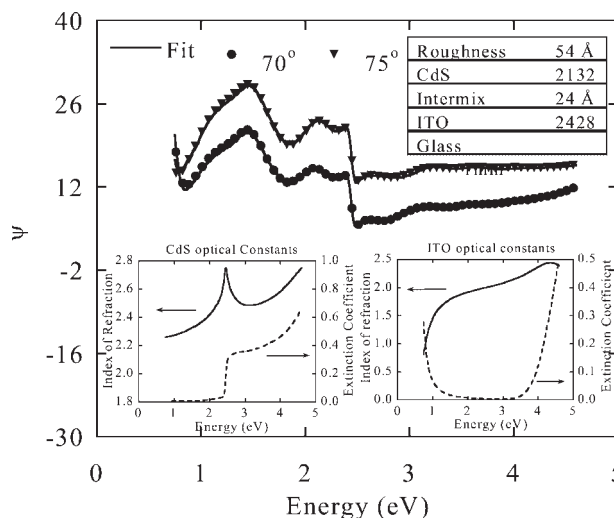 40
26
12
-2
-16
-30
ψ
Fit 70° 75°
Roughness 54 Å
CdS 2132
Intermix 24 Å
ITO 2428
Glass
CdS optical Constants
2.8
2.6
2.4
2.2
2.0
1.8
Index of Refraction
1.0
0.8
0.6
0.4
0.2
0.0
Extinction Coefficient
0 1 2 3 4 5
Energy (eV)
ITO optical constants
2.5
2.0
1.5
1.0
0.5
0.0
Index of refraction
0.5
0.4
0.3
0.2
0.1
0.0
Extinction Coefficient
0 1 2 3 4 5
Energy (eV)
0 1 2 3 4 5
Energy (eV)